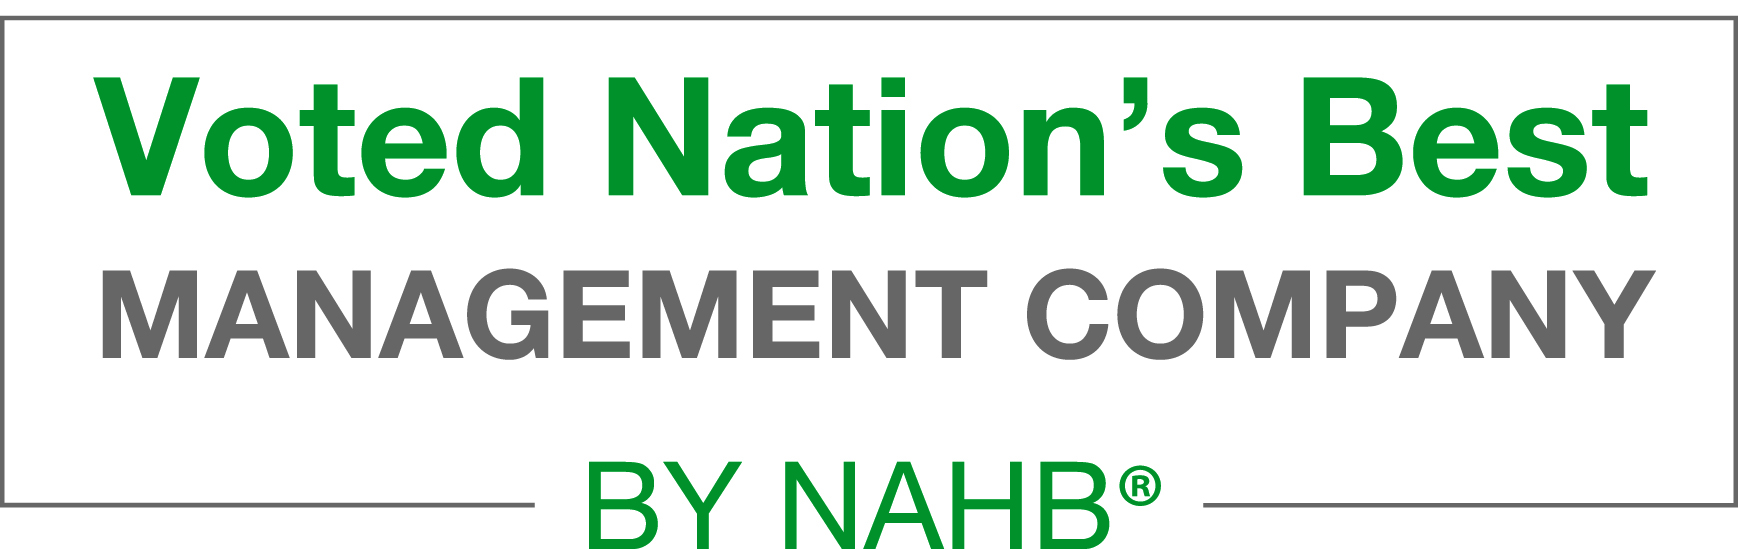 Voted Nation’s Best
MANAGEMENT COMPANY
BY NAHB®